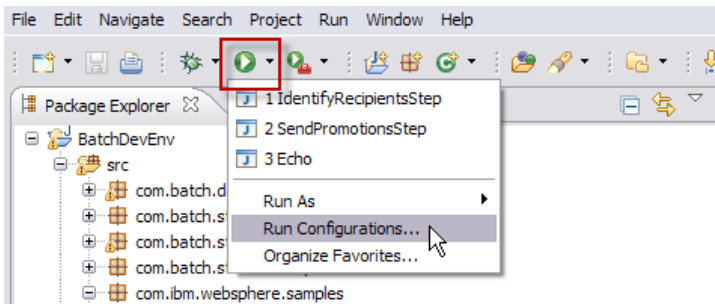 File Edit Navigate Search Project Run Window Help
Package Explorer
1 IdentifyRecipientsStep
2 SendPromotionsStep
3 Echo
Run As
Run Configurations...
Organize Favorites...
BatchDevEnv
src
com.batch.d
com.batch.s
com.batch.s
com.batch.s
com.ibm.websphere.samples